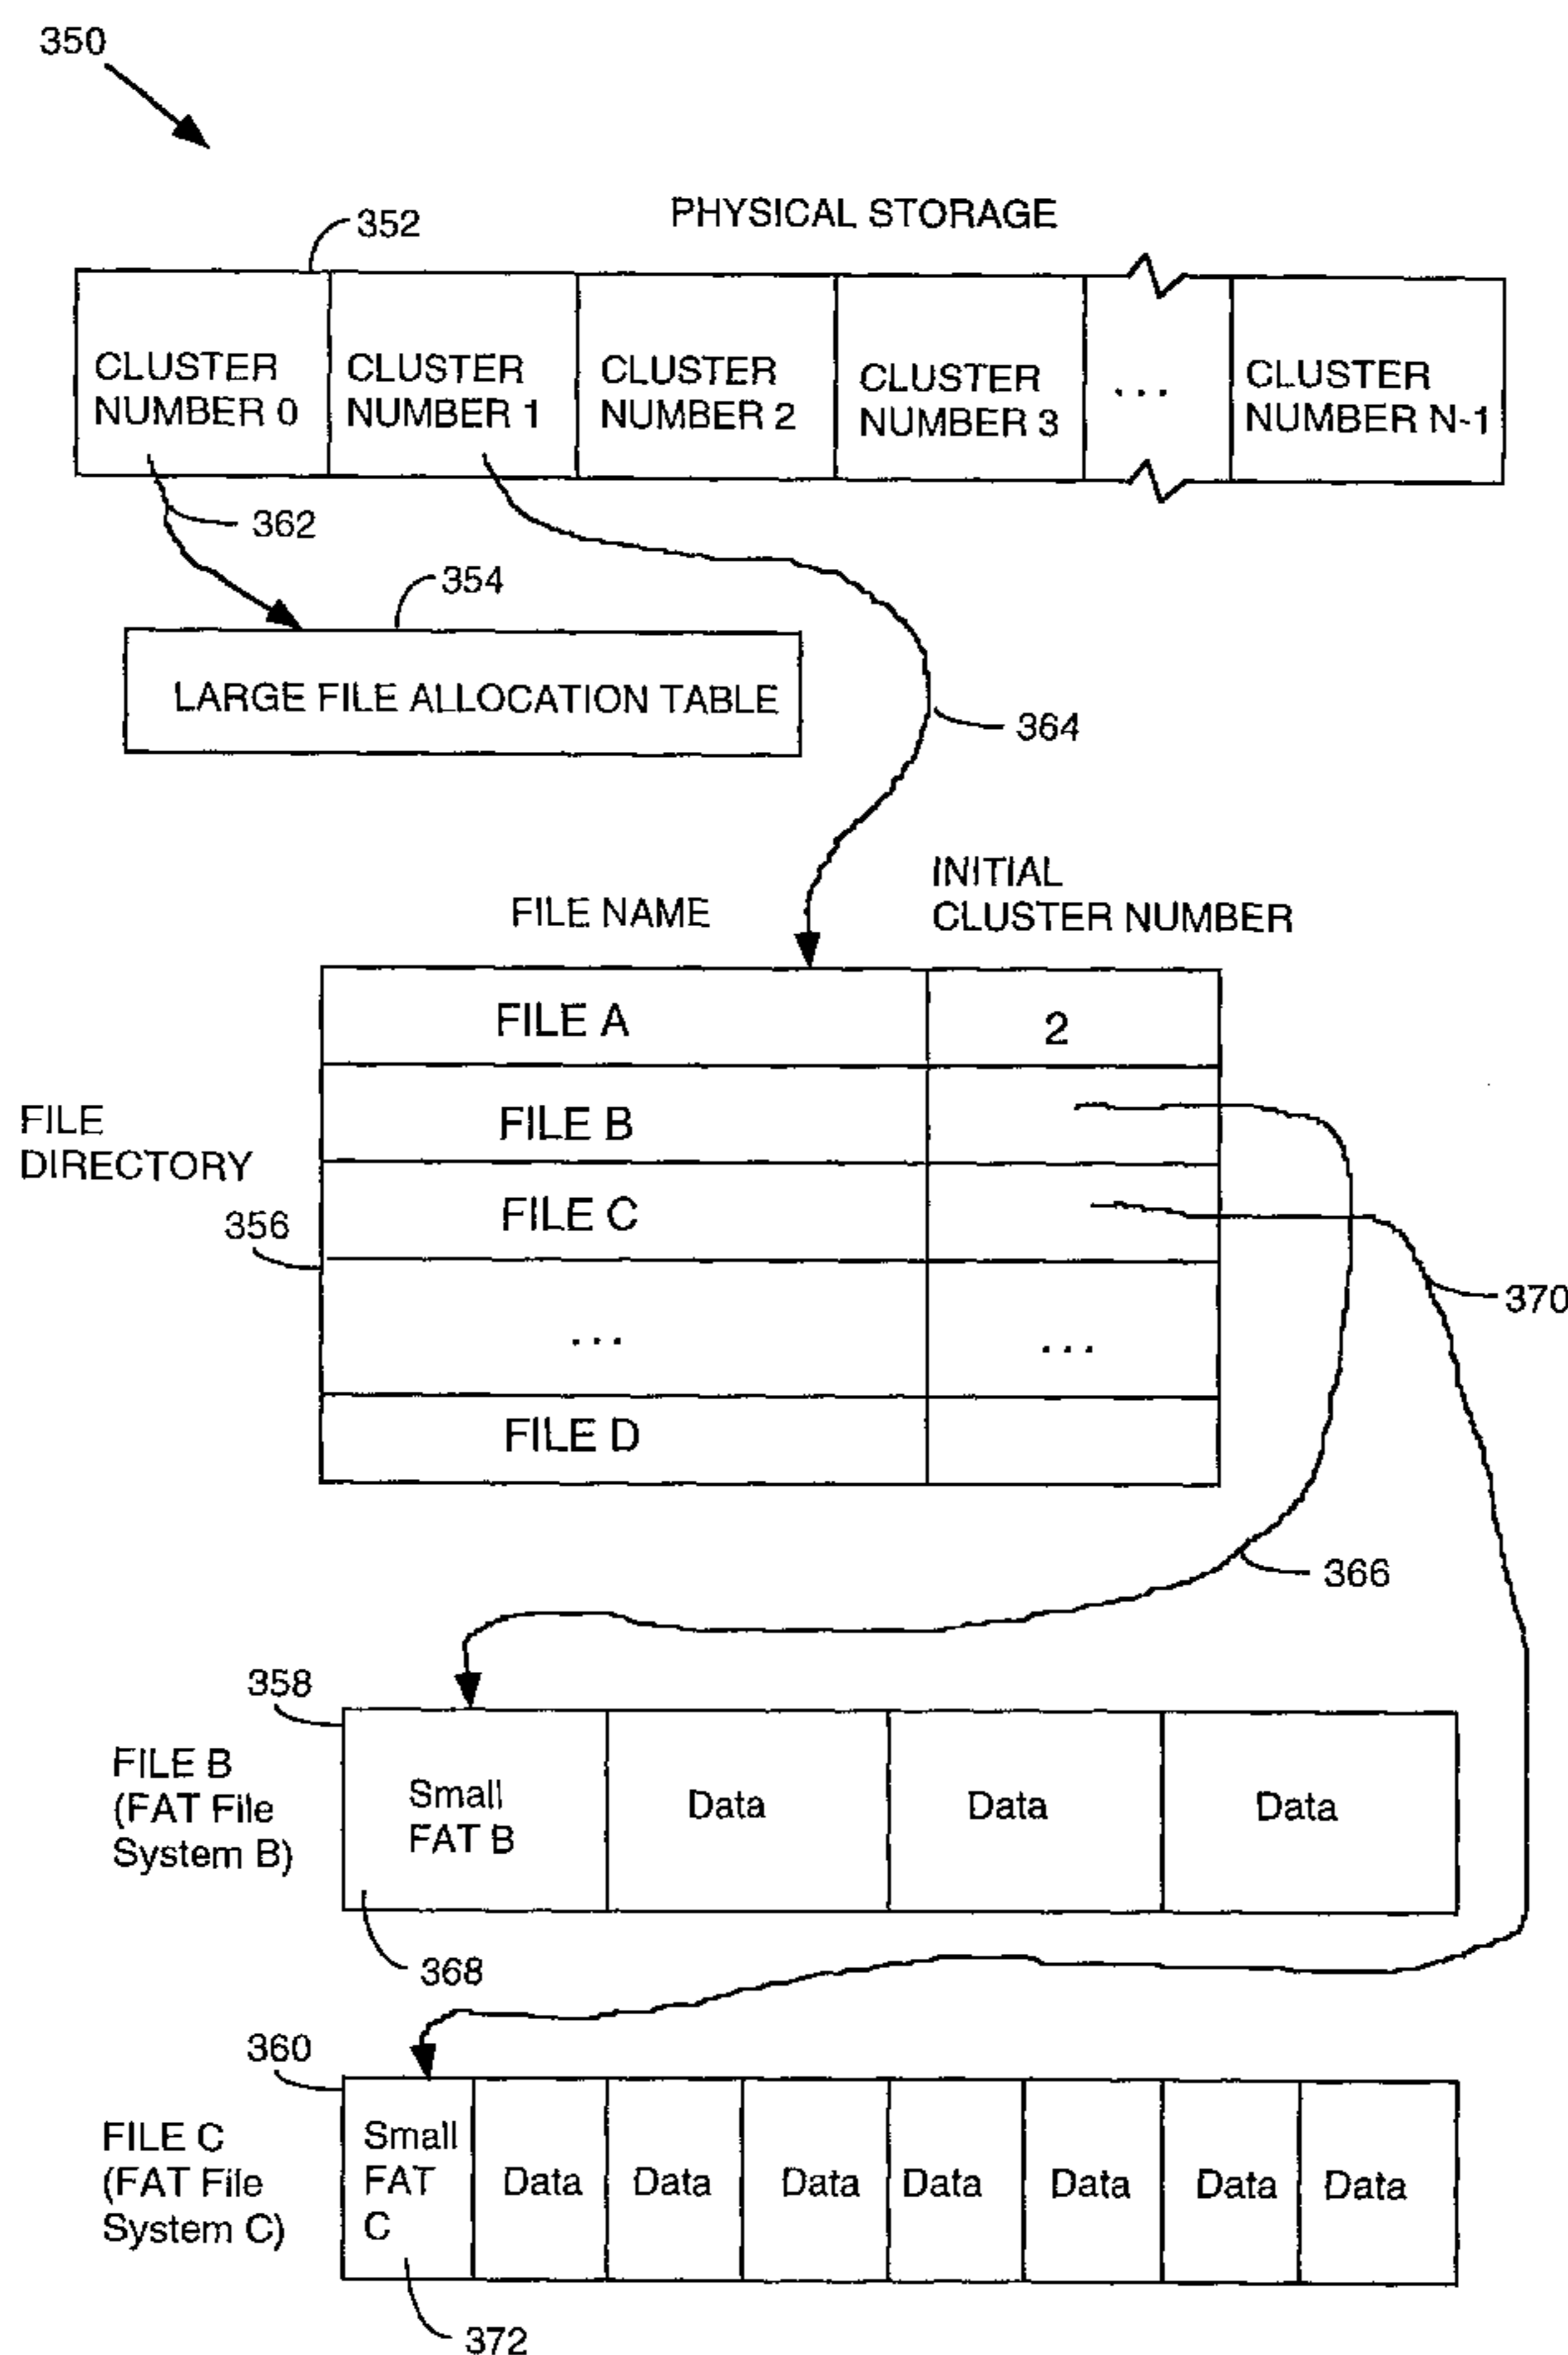 350
352
PHYSICAL STORAGE
CLUSTER
NUMBER 0
CLUSTER
NUMBER 1
CLUSTER
NUMBER 2
CLUSTER
NUMBER 3
...
CLUSTER
NUMBER N-1
362
354
LARGE FILE ALLOCATION TABLE
364
FILE NAME
INITIAL
CLUSTER NUMBER
FILE A
2
FILE
DIRECTORY
FILE B
356
FILE C
370
...
...
FILE D
366
358
FILE B
(FAT File
System B)
Small
FAT B
Data
Data
Data
368
360
FILE C
(FAT File
System C)
Small
FAT
C
Data
Data
Data
Data
Data
Data
Data
372